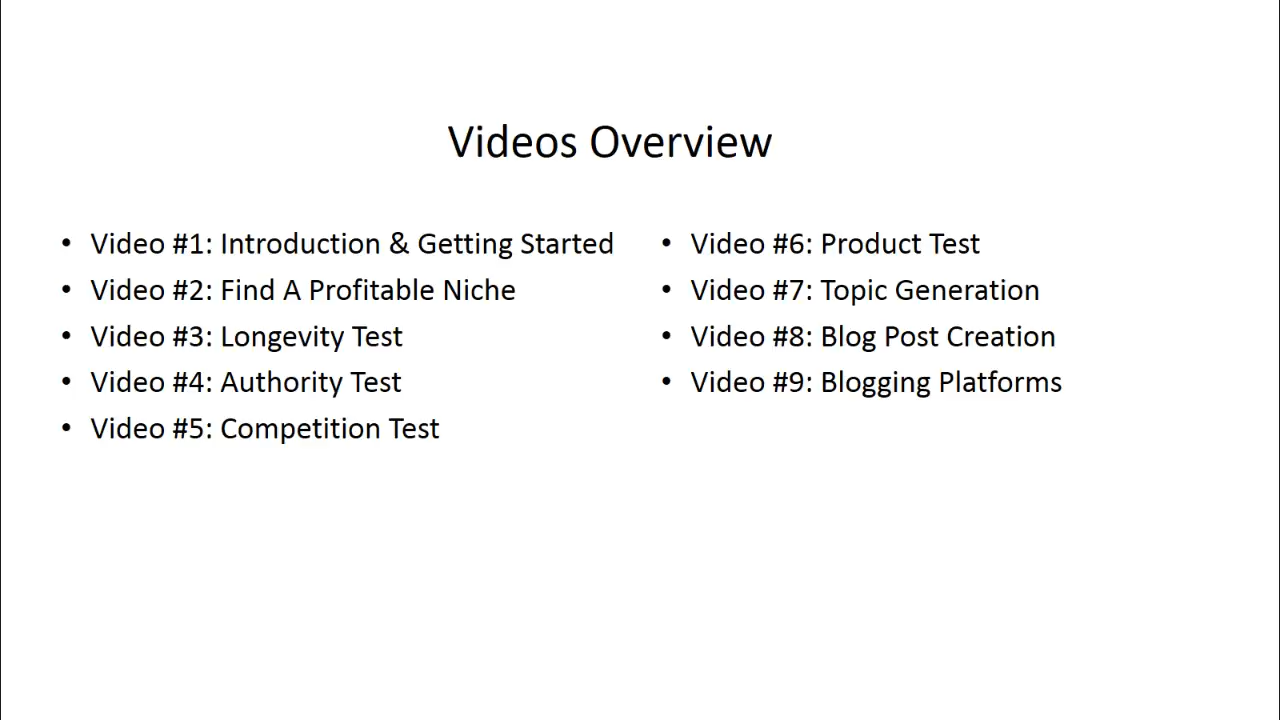 Videos Overview
• Video #1: Introduction & Getting Started
• Video #2: Find A Profitable Niche
• Video #3: Longevity Test
• Video #4: Authority Test
• Video #5: Competition Test
• Video #6: Product Test
• Video #7: Topic Generation
• Video #8: Blog Post Creation
• Video #9: Blogging Platforms